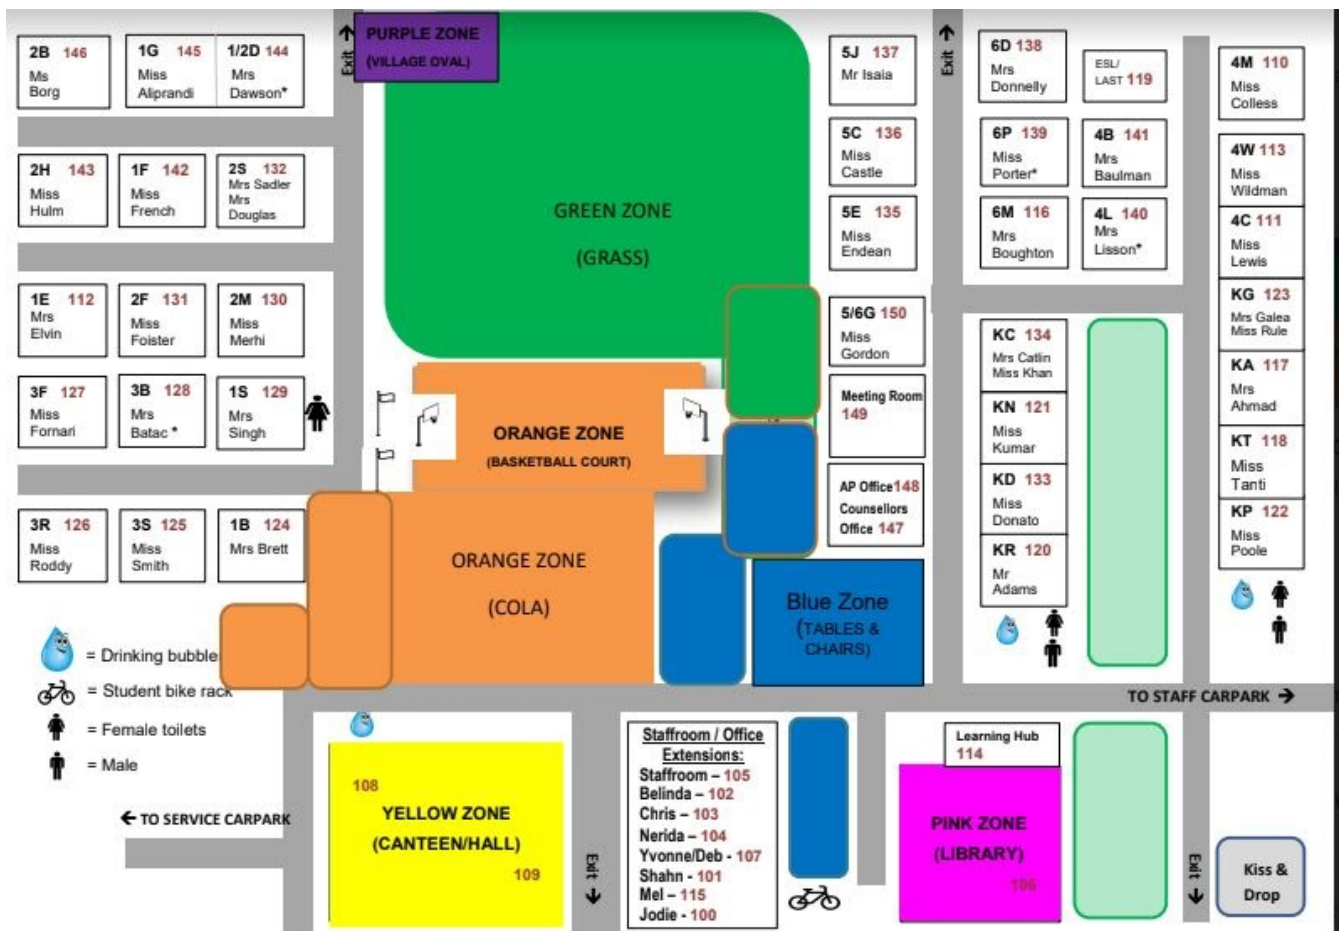 Exit
PURPLE ZONE
(VILLAGE OVAL)
2B 146
Ms
Borg
1G 145
Miss
Aliprandi
1/2D 144
Mrs
Dawson*
2H 143
Miss
Hulm
1F 142
Miss
French
2S 132
Mrs Sadler
Mrs
Douglas
1E 112
Mrs
Elvin
2F 131
Miss
Foister
2M 130
Miss
Merhi
3F 127
Miss
Fornari
3B 128
Mrs
Batac *
1S 129
Mrs
Singh
3R 126
Miss
Roddy
3S 125
Miss
Smith
1B 124
Mrs Brett
GREEN ZONE
(GRASS)
ORANGE ZONE
(BASKETBALL COURT)
ORANGE ZONE
(COLA)
Blue Zone
(TABLES &
CHAIRS)
5J 137
Mr Isaia
5C 136
Miss
Castle
5E 135
Miss
Endean
5/6G 150
Miss
Gordon
Meeting Room
149
AP Office148
Counsellors
Office 147
Exit
6D 138
Mrs
Donnelly
ESL/
LAST 119
6P 139
Miss
Porter*
4B 141
Mrs
Baulman
6M 116
Mrs
Boughton
4L 140
Mrs
Lisson*
KC 134
Mrs Catlin
Miss Khan
KN 121
Miss
Kumar
KD 133
Miss
Donato
KR 120
Mr
Adams
4M 110
Miss
Colless
4W 113
Miss
Wildman
4C 111
Miss
Lewis
KG 123
Mrs Galea
Miss Rule
KA 117
Mrs
Ahmad
KT 118
Miss
Tanti
KP 122
Miss
Poole
= Drinking bubble
= Student bike rack
= Female toilets
= Male
TO STAFF CARPARK
TO SERVICE CARPARK
108
YELLOW ZONE
(CANTEEN/HALL)
109
Exit
Staffroom / Office
Extensions:
Staffroom – 105
Belinda – 102
Chris – 103
Nerida – 104
Yvonne/Deb - 107
Shahn - 101
Mel – 115
Jodie - 100
Learning Hub
114
PINK ZONE
(LIBRARY)
106
Exit
Kiss &
Drop